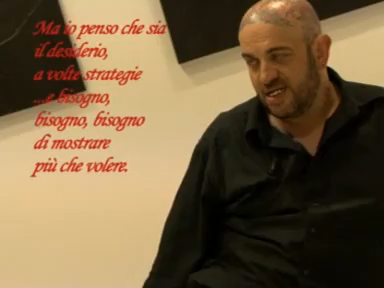 Ma io penso che sia
il desiderio,
a volte strategie
...e bisogno,
bisogno, bisogno
di mostrare
più che volere.